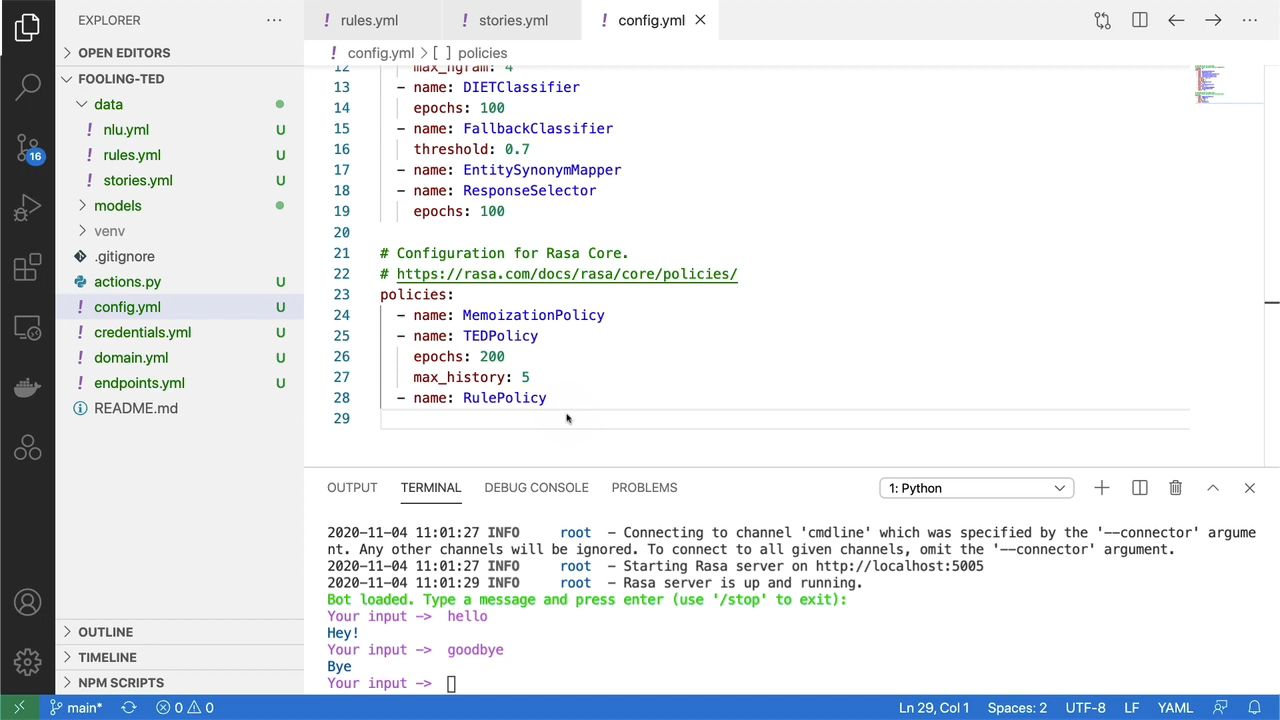 EXPLORER
OPEN EDITORS
FOOLING-TED
data
nlu.yml U
rules.yml U
stories.yml U
models
venv
.gitignore
actions.py U
config.yml U
credentials.yml U
domain.yml U
endpoints.yml U
README.md
OUTLINE
TIMELINE
NPM SCRIPTS
16
! rules.yml ! stories.yml ! config.yml
! config.yml > [ ] policies
12 max_ngram: 4
13 - name: DIETClassifier
14 epochs: 100
15 - name: FallbackClassifier
16 threshold: 0.7
17 - name: EntitySynonymMapper
18 - name: ResponseSelector
19 epochs: 100
20
21 # Configuration for Rasa Core.
22 # https://rasa.com/docs/rasa/core/policies/
23 policies:
24 - name: MemoizationPolicy
25 - name: TEDPolicy
26 epochs: 200
27 max_history: 5
28 - name: RulePolicy
29
OUTPUT TERMINAL DEBUG CONSOLE PROBLEMS 1: Python
2020-11-04 11:01:27 INFO root - Connecting to channel 'cmdline' which was specified by the '--connector' argume
nt. Any other channels will be ignored. To connect to all given channels, omit the '--connector' argument.
2020-11-04 11:01:27 INFO root - Starting Rasa server on http://localhost:5005
2020-11-04 11:01:29 INFO root - Rasa server is up and running.
Bot loaded. Type a message and press enter (use '/stop' to exit):
Your input -> hello
Hey!
Your input -> goodbye
Bye
Your input ->
main* 0 0 Ln 29, Col 1 Spaces: 2 UTF-8 LF YAML